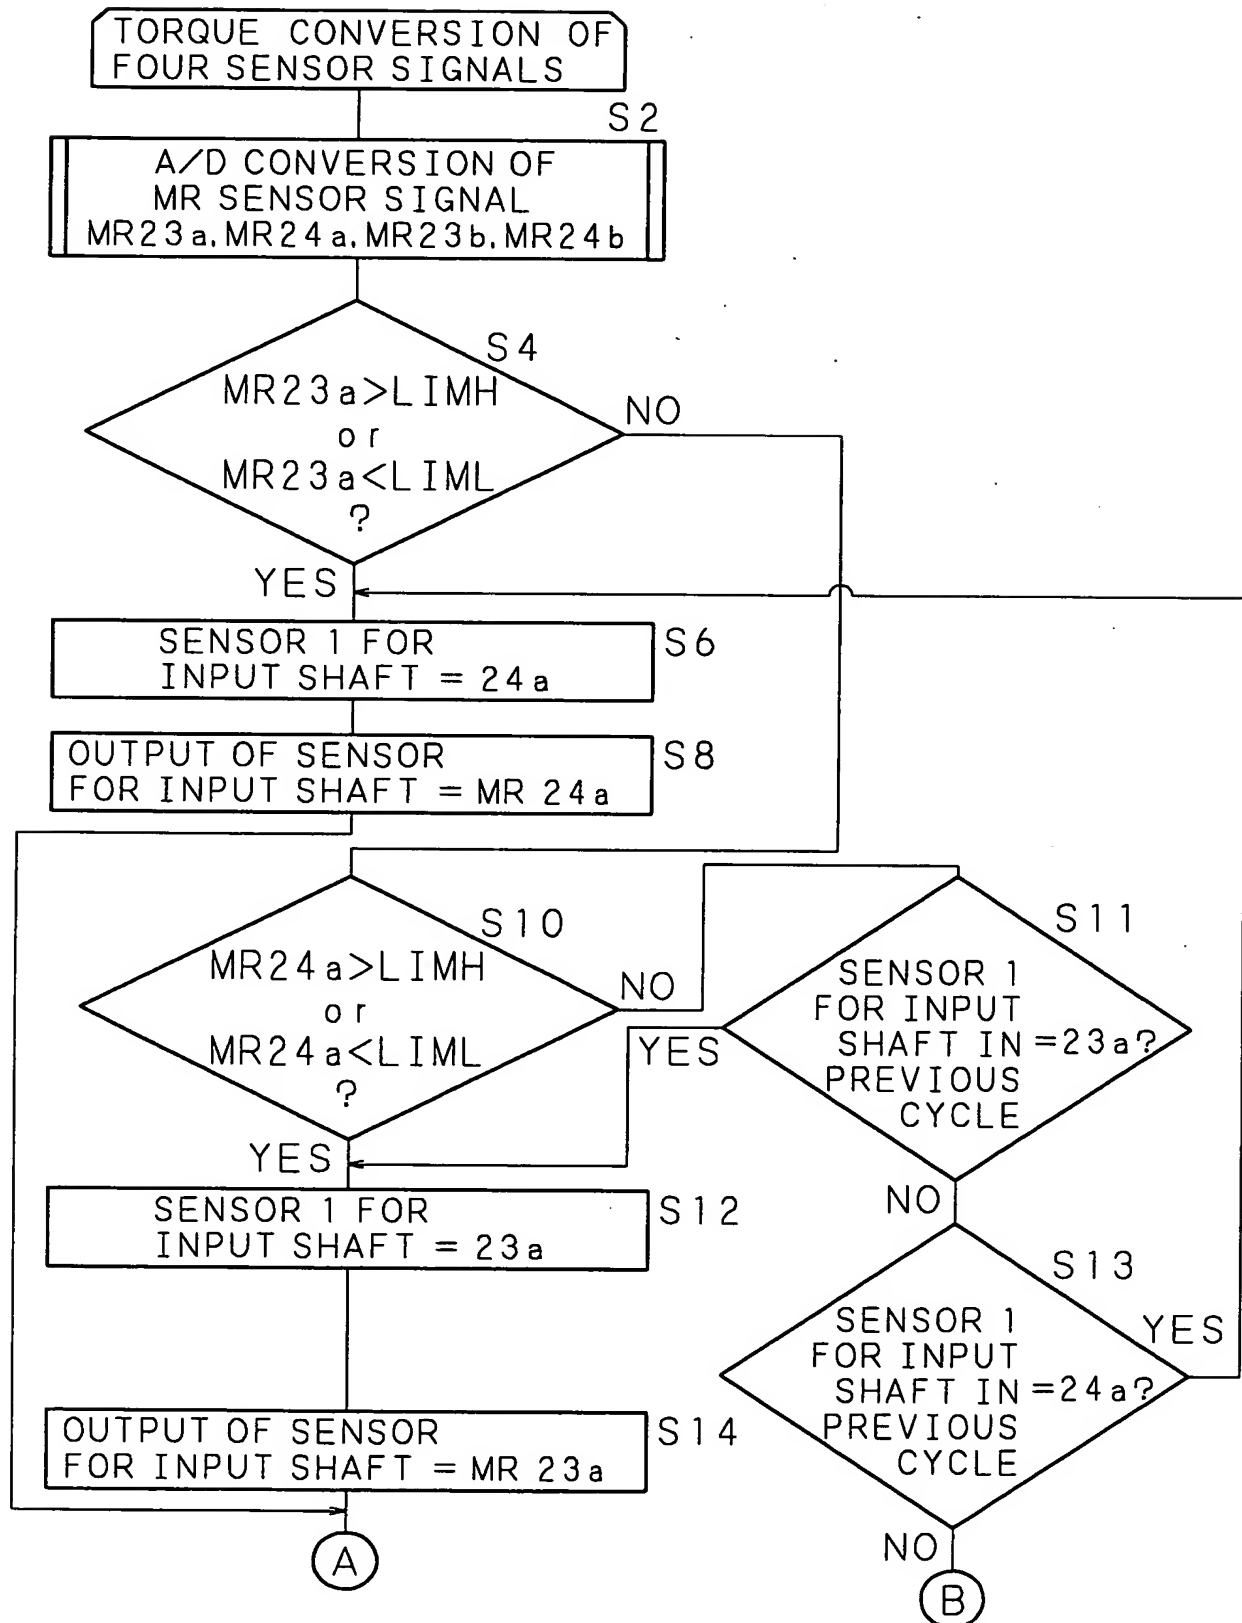 TORQUE CONVERSION OF
FOUR SENSOR SIGNALS
S2
A/D CONVERSION OF
MR SENSOR SIGNAL
MR23a, MR24a, MR23b, MR24b
S4
MR23a>LIMH
or
MR23a<LIML
?
NO
YES
SENSOR 1 FOR
INPUT SHAFT = 24a
S6
OUTPUT OF SENSOR
FOR INPUT SHAFT = MR 24a
S8
S10
MR24a>LIMH
or
MR24a<LIML
?
NO
YES
S11
SENSOR 1
FOR INPUT
SHAFT IN =23a?
PREVIOUS
CYCLE
YES
NO
SENSOR 1 FOR
INPUT SHAFT = 23a
S12
S13
SENSOR 1
FOR INPUT
SHAFT IN =24a?
PREVIOUS
CYCLE
YES
NO
OUTPUT OF SENSOR
FOR INPUT SHAFT = MR 23a
S14
A
B